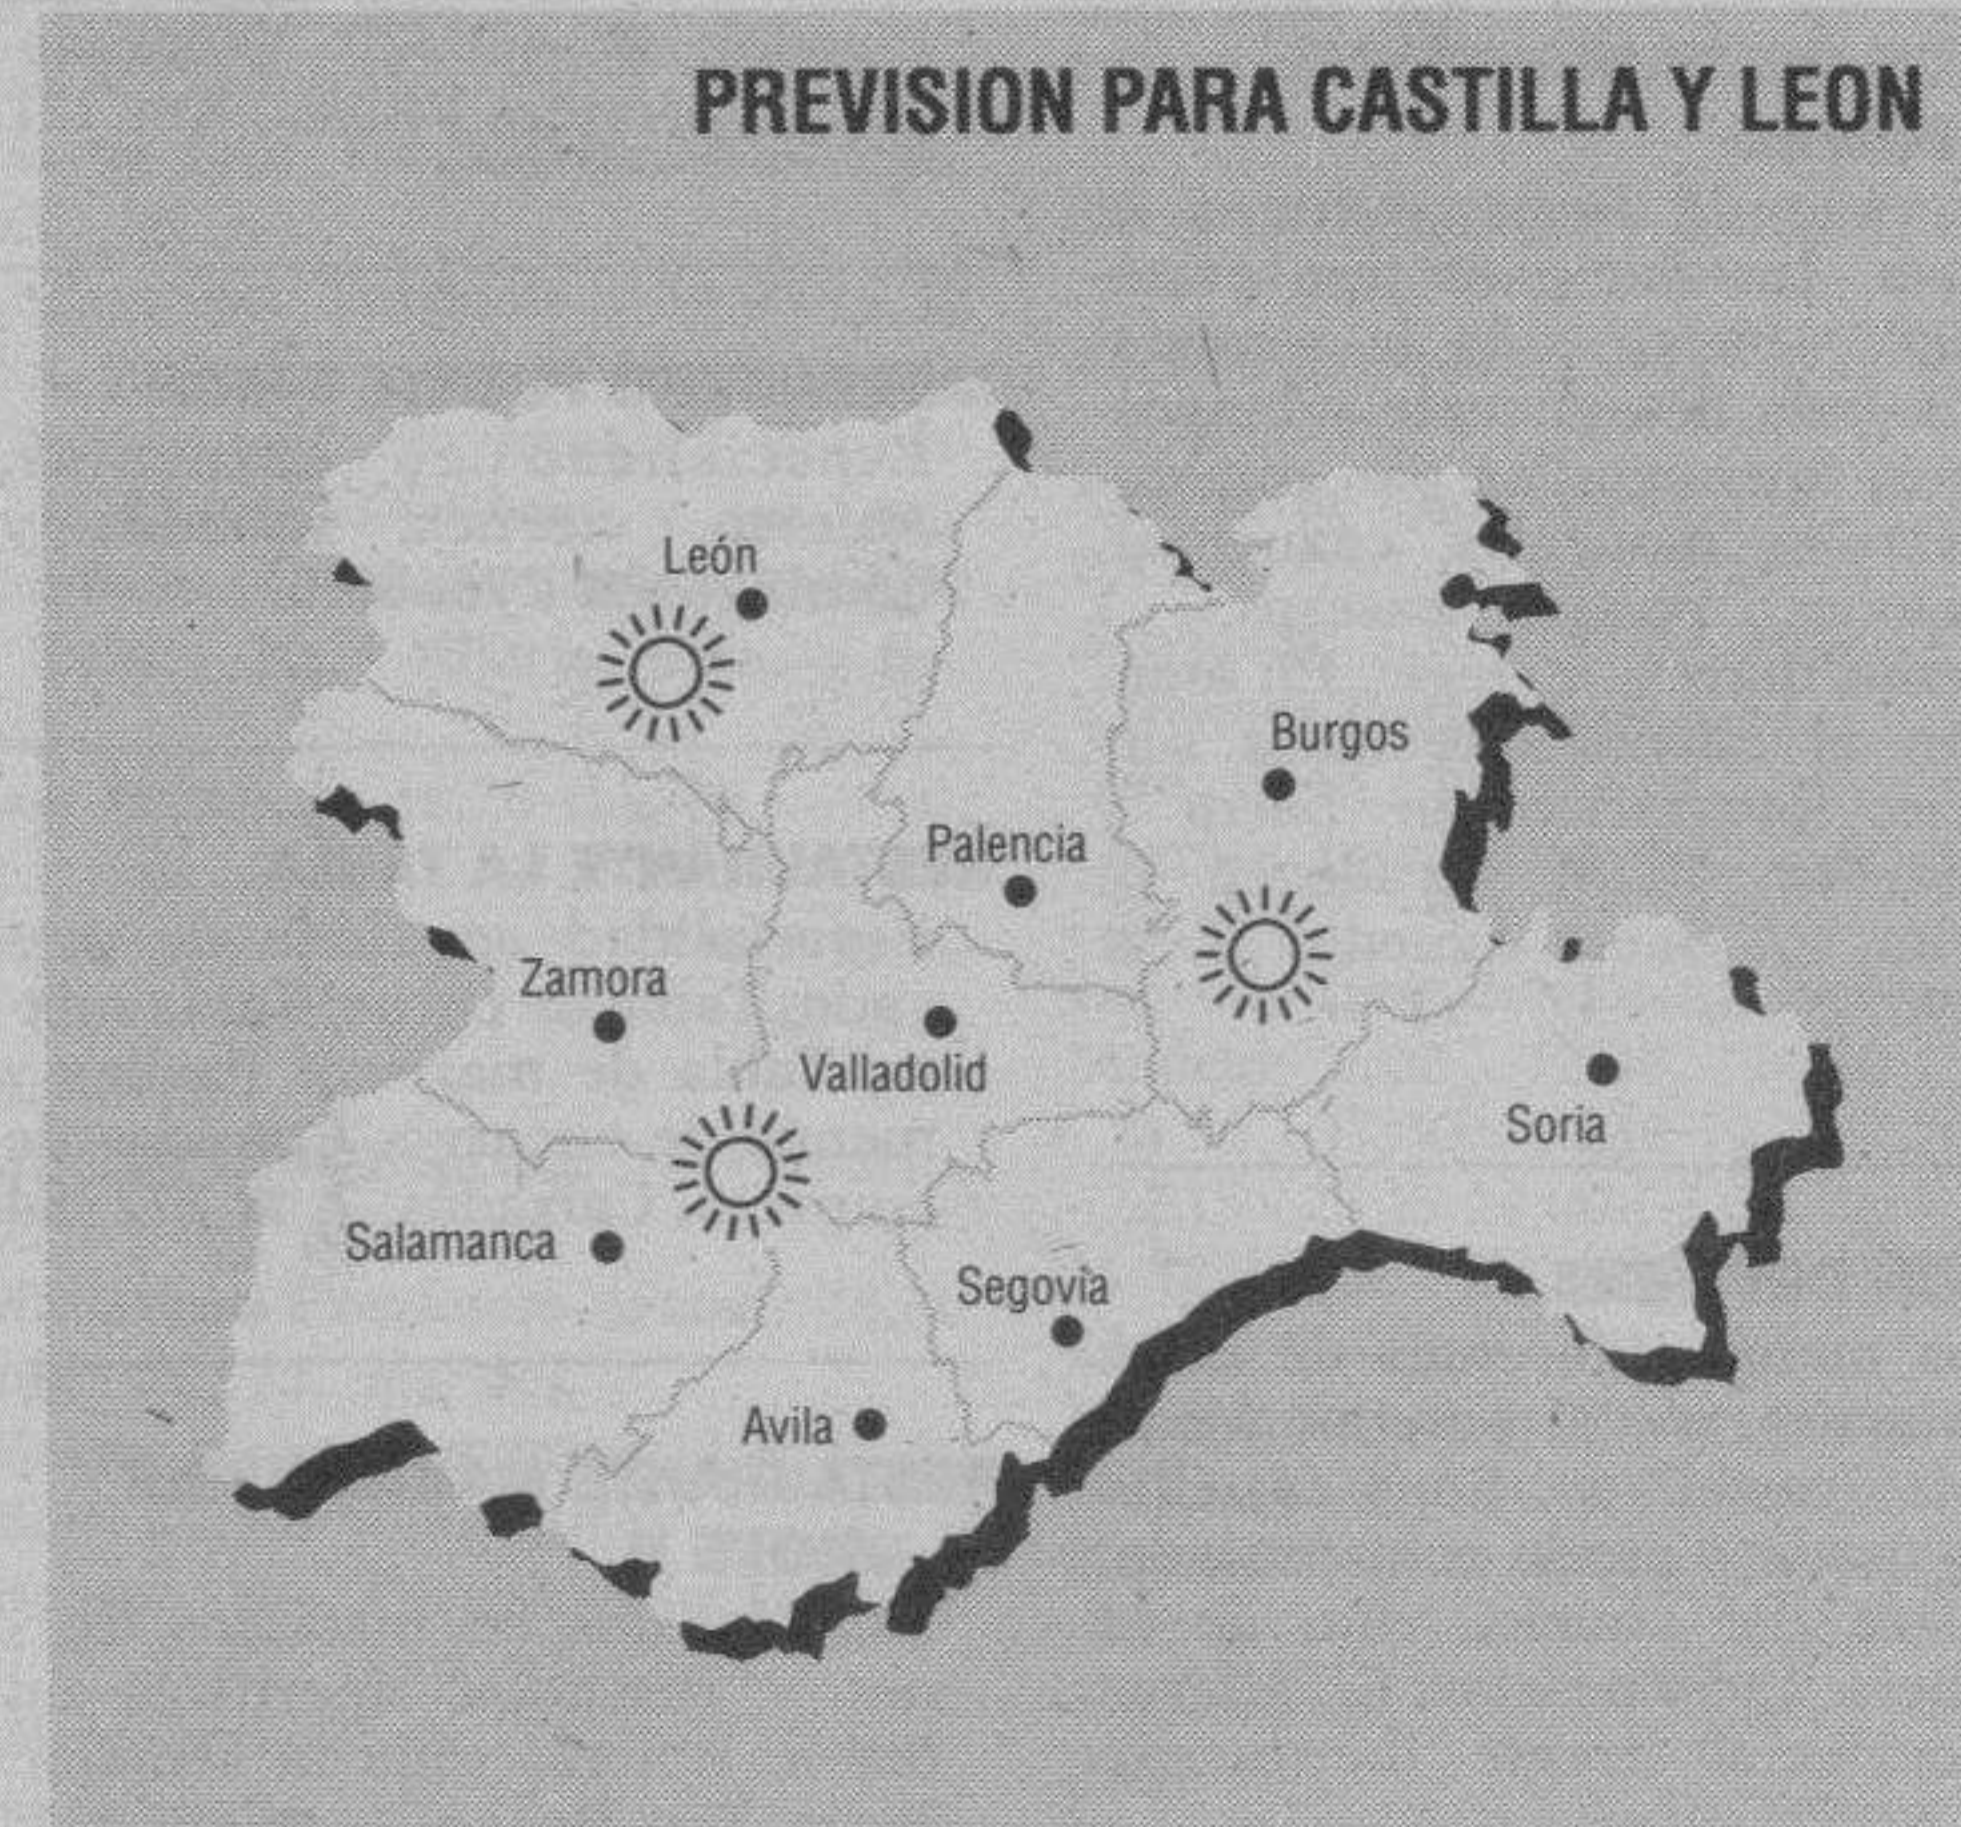 PREVISION PARA CASTILLA Y LEON
León
Burgos
Palencia
Zamora
Valladolid
Soria
Salamanca
Segovia
Avila